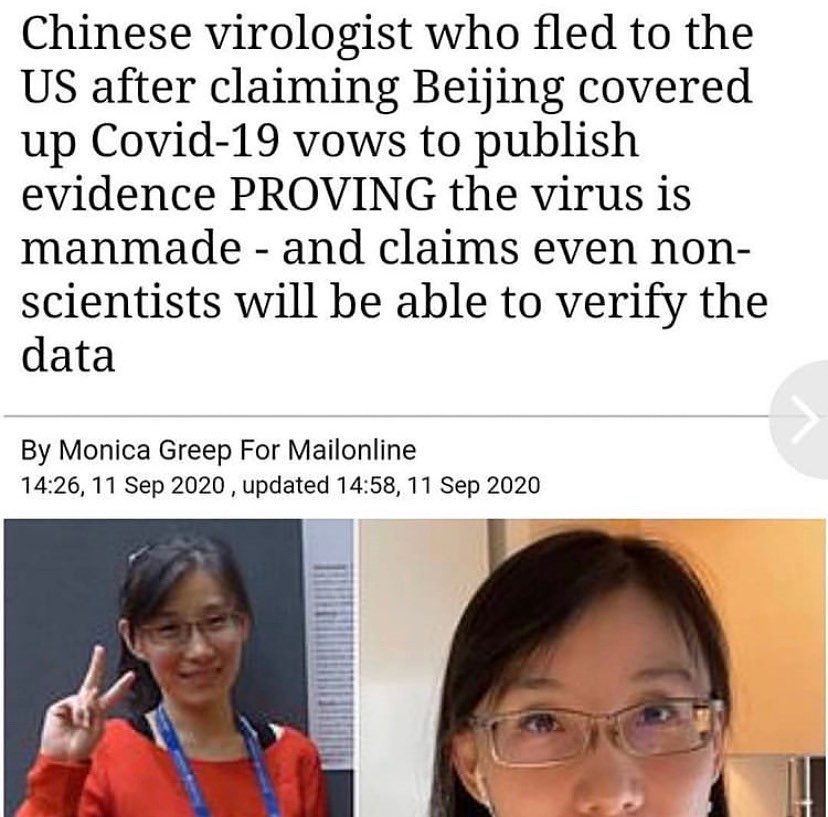 Chinese virologist who fled to the
US after claiming Beijing covered
up Covid-19 vows to publish
evidence PROVING the virus is
manmade - and claims even non-
scientists will be able to verify the
data
By Monica Greep For Mailonline
14:26, 11 Sep 2020 , updated 14:58, 11 Sep 2020